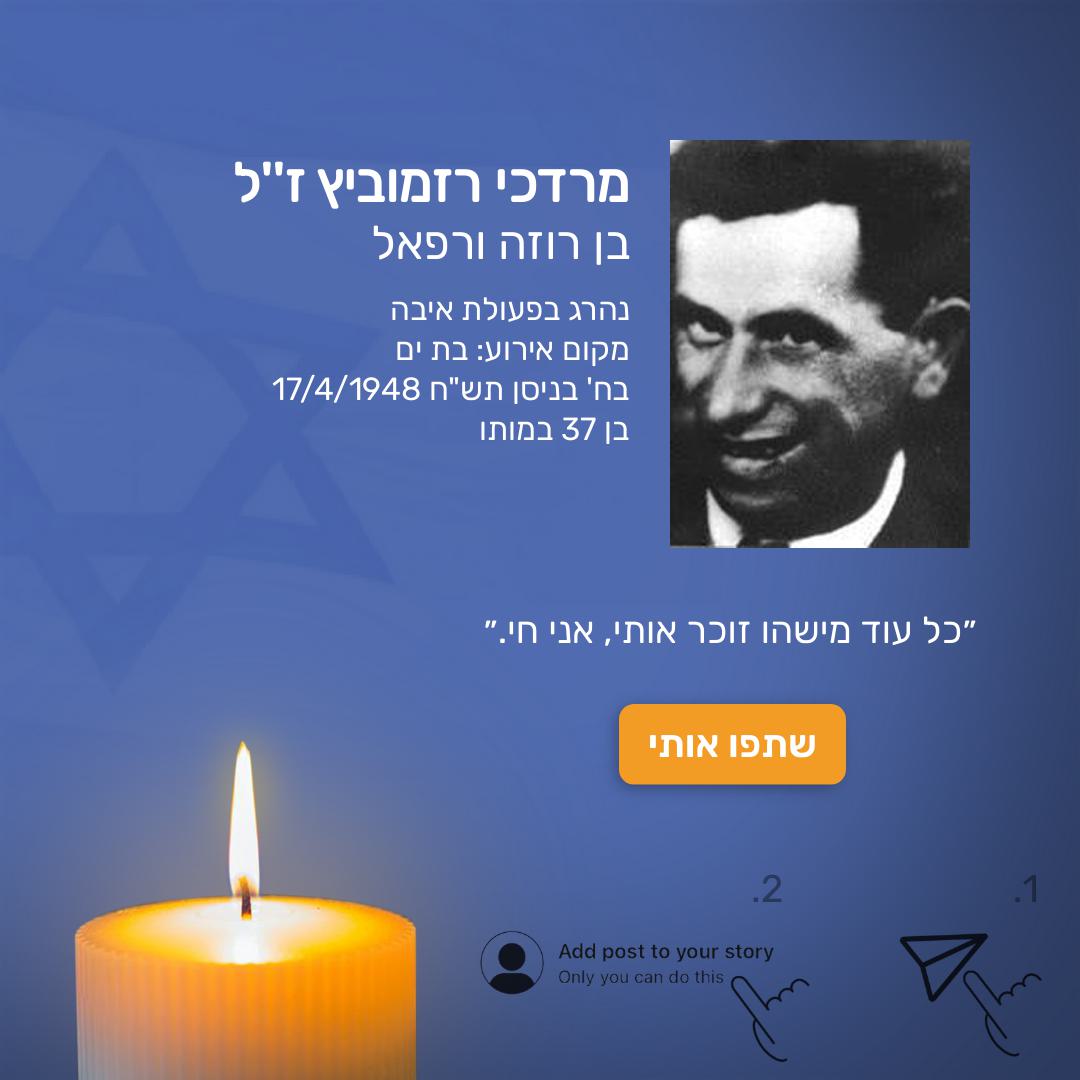 מרדכי רזמוביץ ז''ל
בן רוזה ורפאל
נהרג בפעולת איבה
מקום אירוע: בת ים
בח' בניסן תש"ח 17/4/1948
בן 37 במותו
״כל עוד מישהו זוכר אותי, אני חי.״
שתפו אותי
1.
2.
Add post to your story
Only you can do this